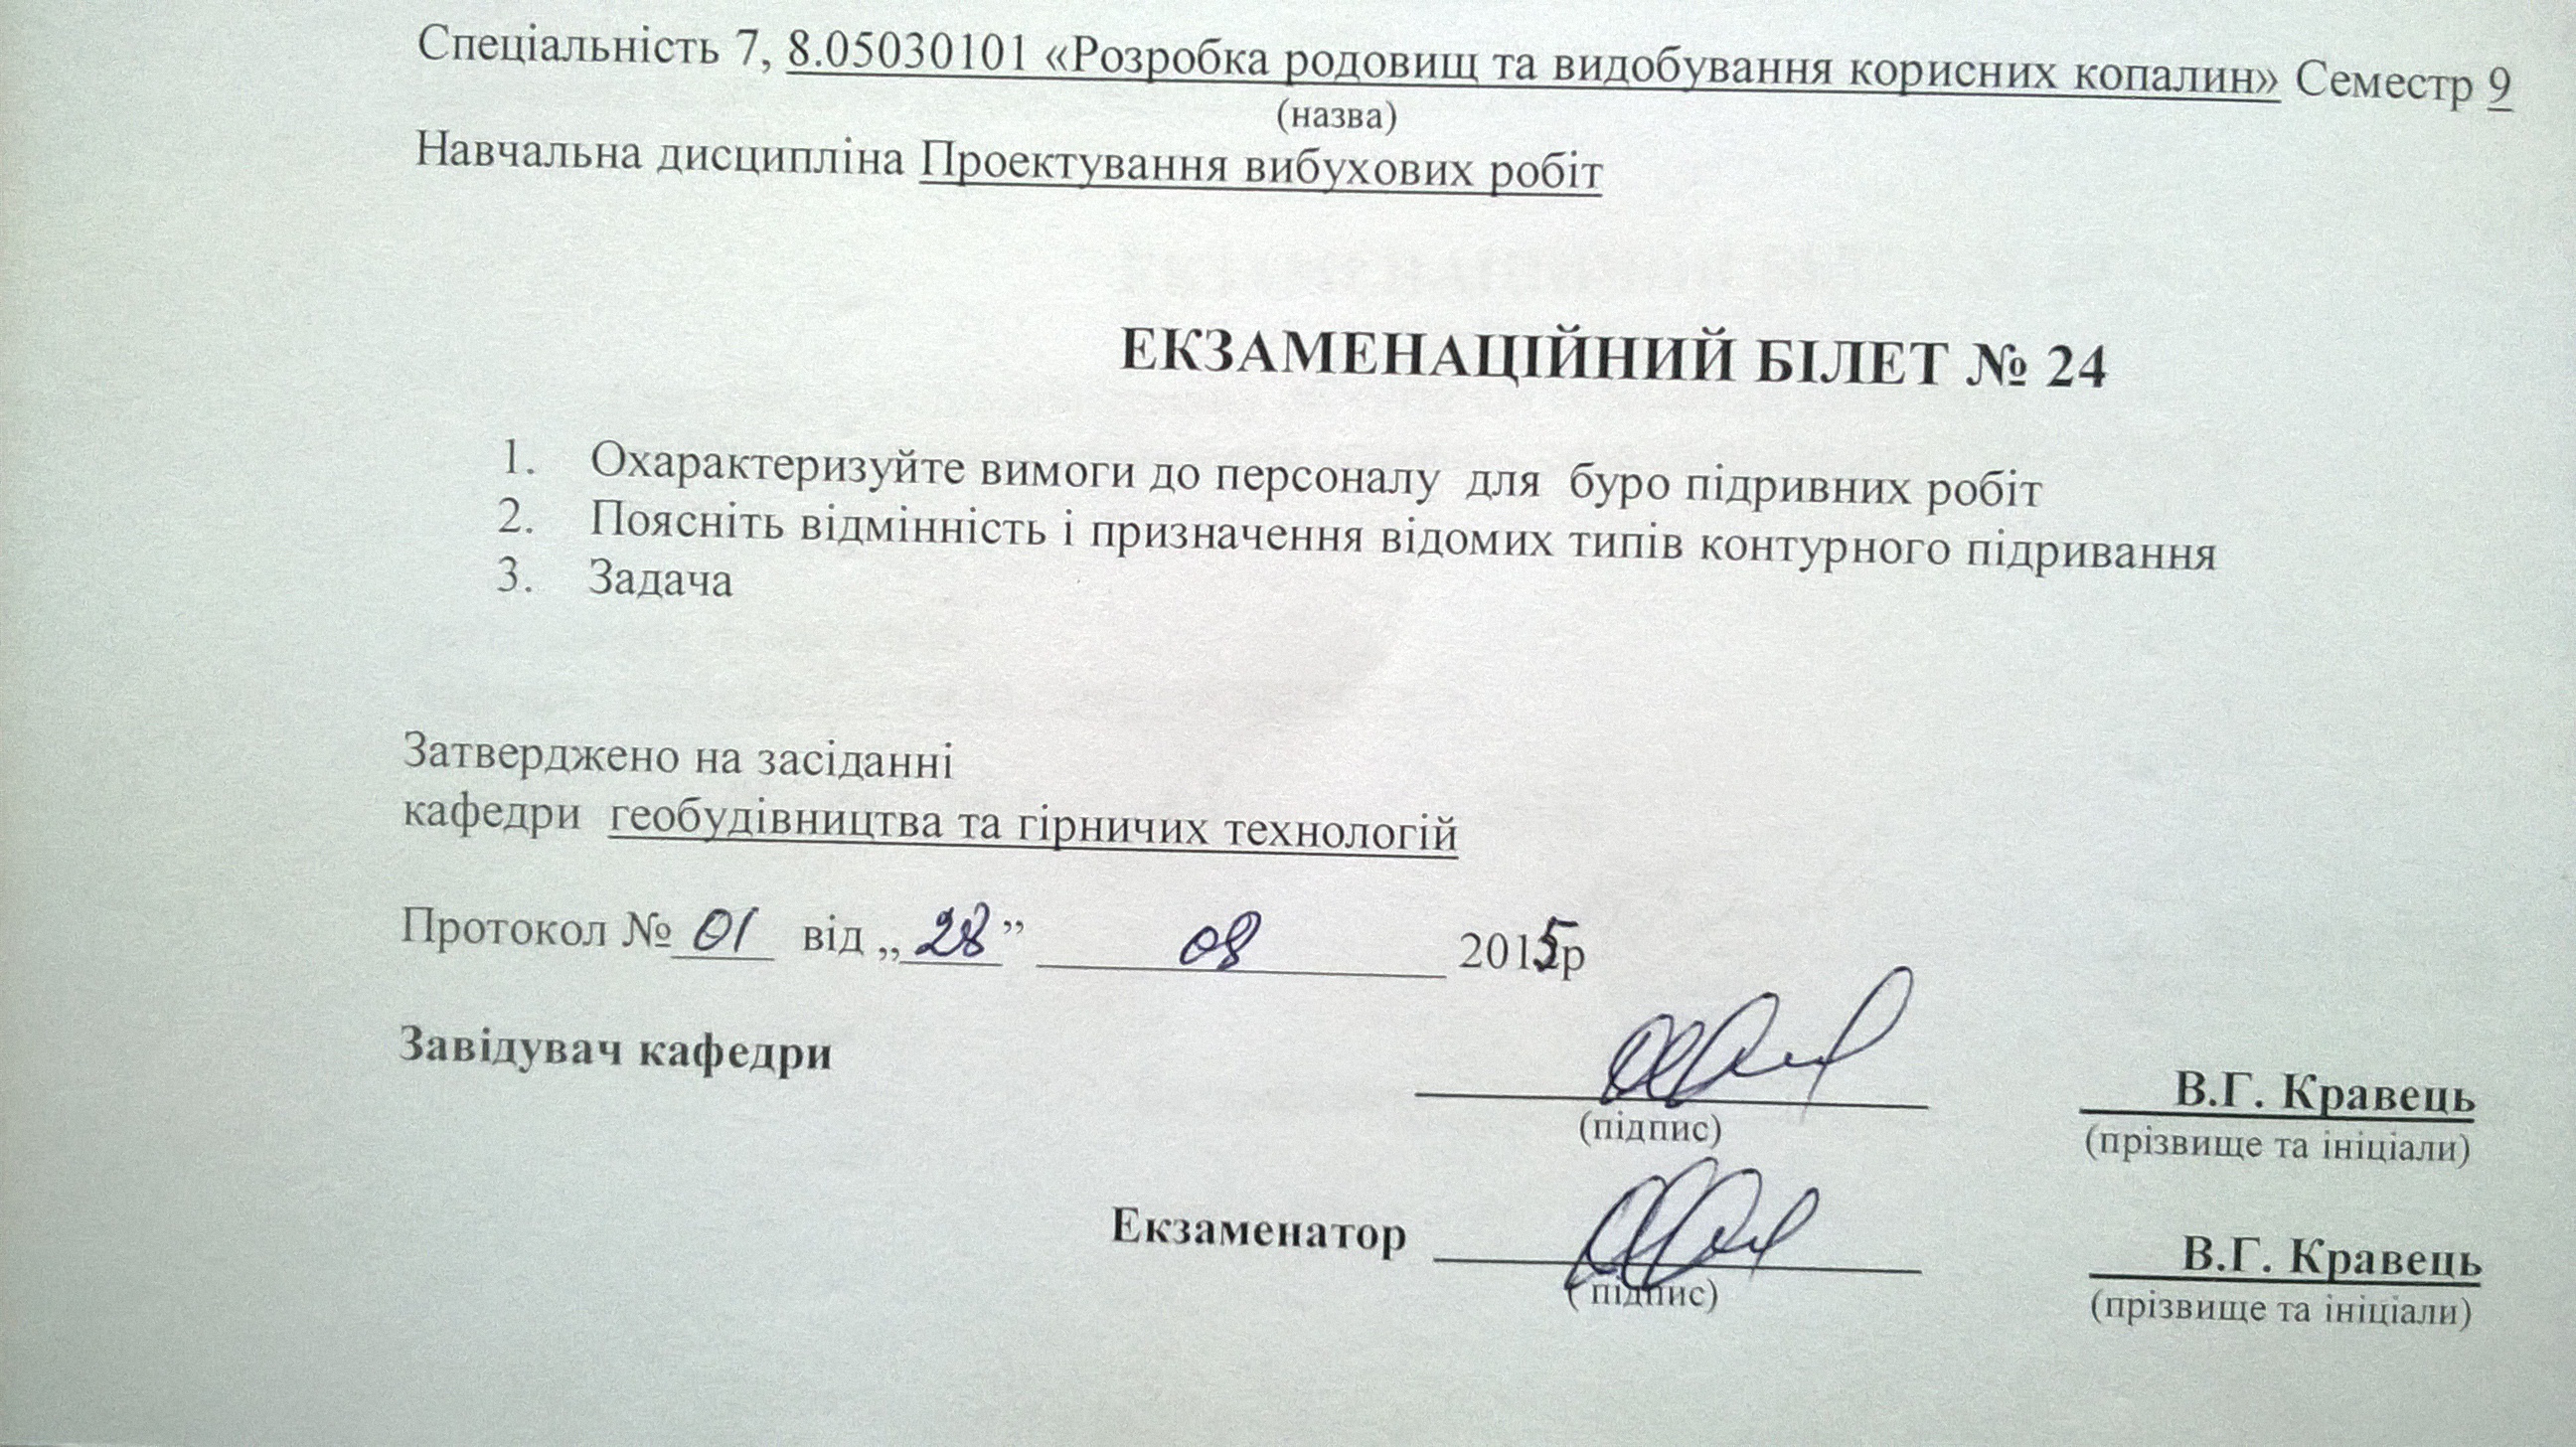 Спеціальність 7, 8.05030101 «Розробка родовищ та видобування корисних копалин» Семестр 9
(назва)
Навчальна дисципліна Проектування вибухових робіт
ЕКЗАМЕНАЦІЙНИЙ БІЛЕТ № 24
1. Охарактеризуйте вимоги до персоналу для буро підривних робіт
2. Поясніть відмінність і призначення відомих типів контурного підривання
3. Задача
Затверджено на засіданні
кафедри геобудівництва та гірничих технологій
Протокол № 01 від „28” 08 2015р
Завідувач кафедри
В.Г. Кравець
(підпис)
(прізвище та ініціали)
Екзаменатор
В.Г. Кравець
( підпис)
(прізвище та ініціали)